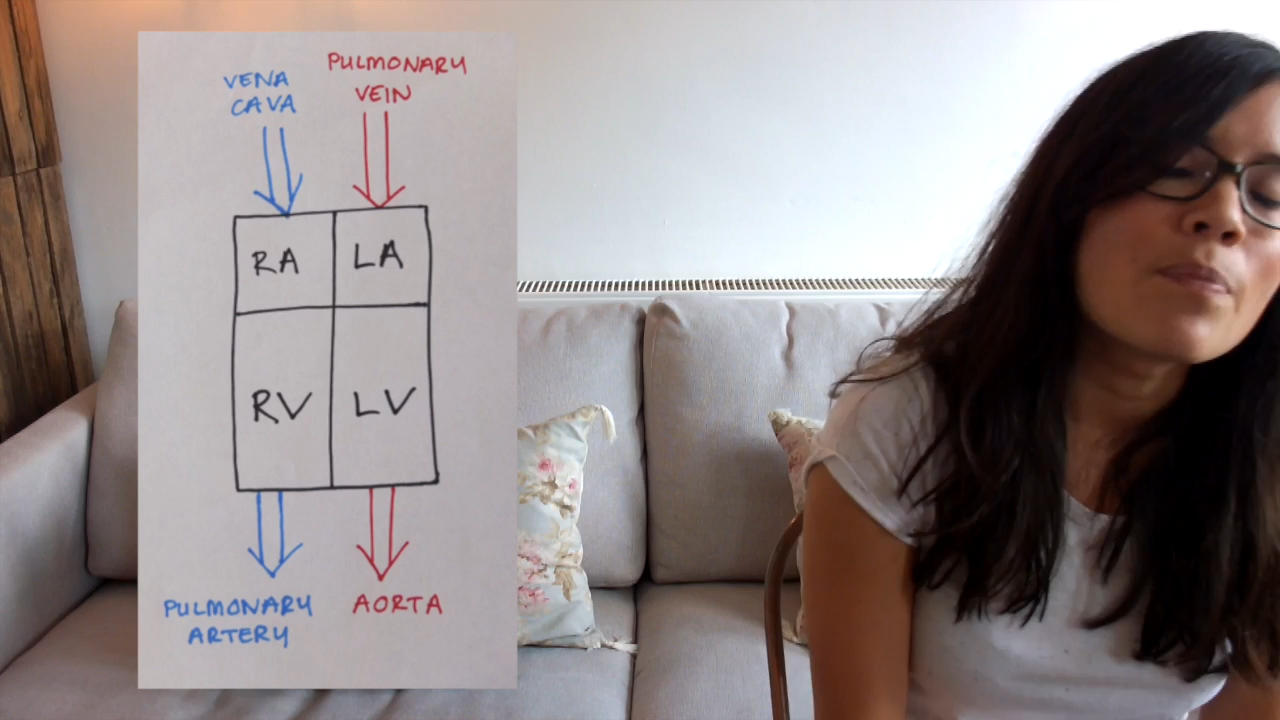 VENA
CAVA
PULMONARY
VEIN
RA
LA
RV
LV
PULMONARY
ARTERY
AORTA